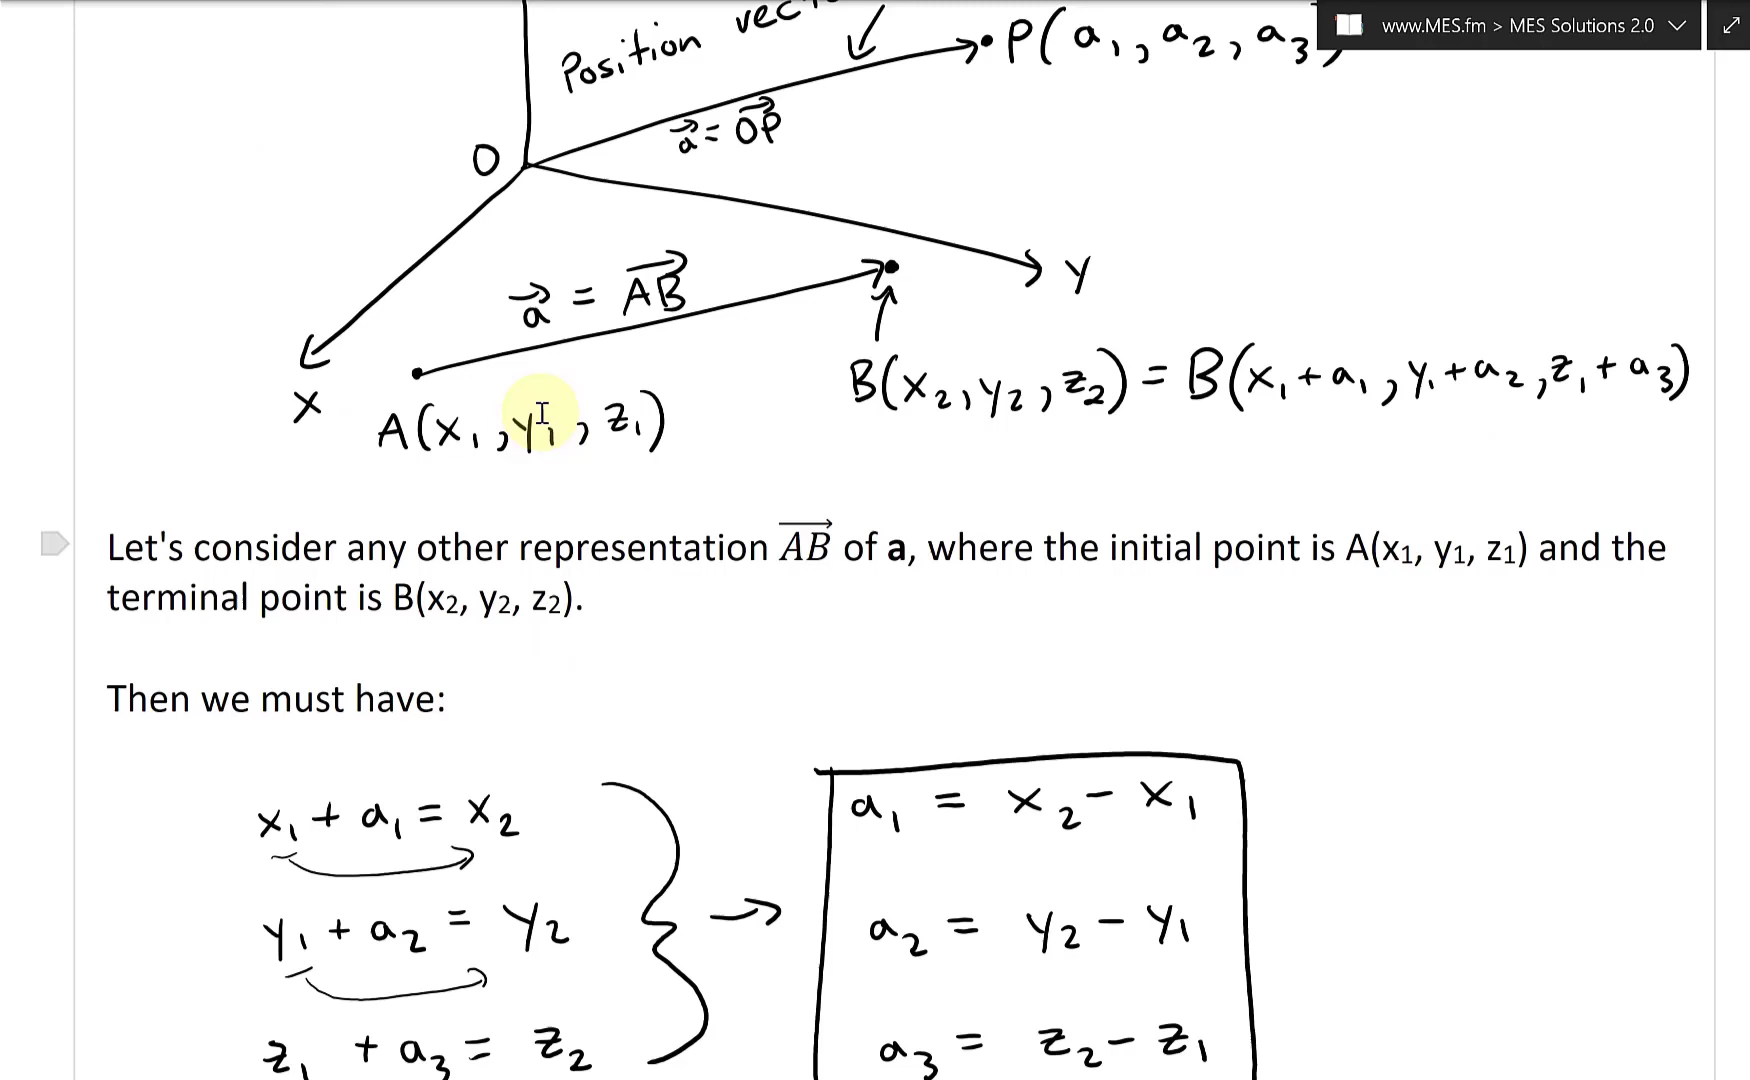 Position vec
P(a₁, a₂, a₃)
www.MES.fm > MES Solutions 2.0
a⃗ = OP⃗
O
Y
a⃗ = AB⃗
X
A(x₁, y₁, z₁)
B(x₂, y₂, z₂) = B(x₁ + a₁, y₁ + a₂, z₁ + a₃)
Let's consider any other representation AB⃗ of a, where the initial point is A(x₁, y₁, z₁) and the
terminal point is B(x₂, y₂, z₂).
Then we must have:
x₁ + a₁ = x₂
y₁ + a₂ = y₂
z₁ + a₃ = z₂
a₁ = x₂ - x₁
a₂ = y₂ - y₁
a₃ = z₂ - z₁